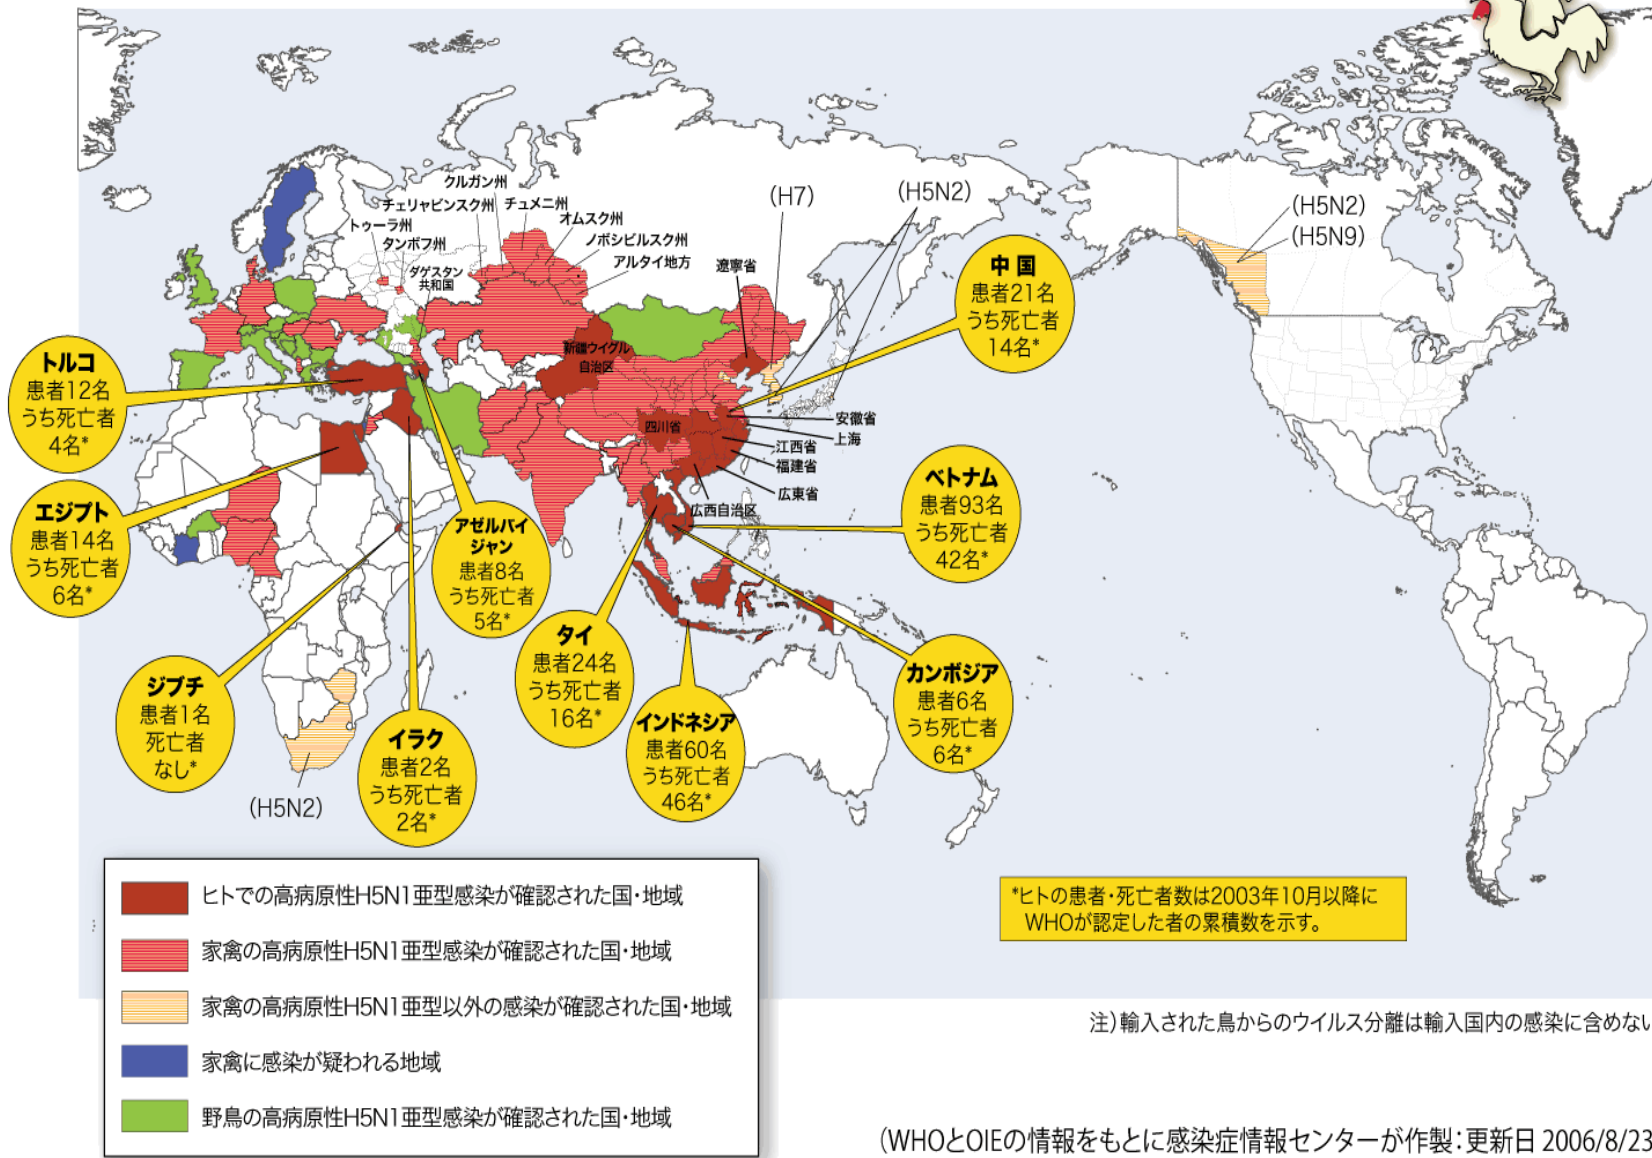 クルガン州
チェリャビンスク州
チュメニ州
トゥーラ州
オムスク州
タンボフ州
ノボシビルスク州
ダゲスタン
共和国
アルタイ地方
遼寧省
(H7)
(H5N2)
(H5N2)
(H5N9)
中国
患者21名
うち死亡者
14名*
新疆ウイグル
自治区
トルコ
患者12名
うち死亡者
4名*
四川省
安徽省
上海
江西省
福建省
広東省
広西自治区
ベトナム
患者93名
うち死亡者
42名*
エジプト
患者14名
うち死亡者
6名*
アゼルバイ
ジャン
患者8名
うち死亡者
5名*
タイ
患者24名
うち死亡者
16名*
カンボジア
患者6名
うち死亡者
6名*
ジブチ
患者1名
死亡者
なし*
イラク
患者2名
うち死亡者
2名*
インドネシア
患者60名
うち死亡者
46名*
(H5N2)
ヒトでの高病原性H5N1亜型感染が確認された国・地域
家禽の高病原性H5N1亜型感染が確認された国・地域
家禽の高病原性H5N1亜型以外の感染が確認された国・地域
家禽に感染が疑われる地域
野鳥の高病原性H5N1亜型感染が確認された国・地域
*ヒトの患者・死亡者数は2003年10月以降に
WHOが認定した者の累積数を示す。
注)輸入された鳥からのウイルス分離は輸入国内の感染に含めない
(WHOとOIEの情報をもとに感染症情報センターが作製：更新日 2006/8/23